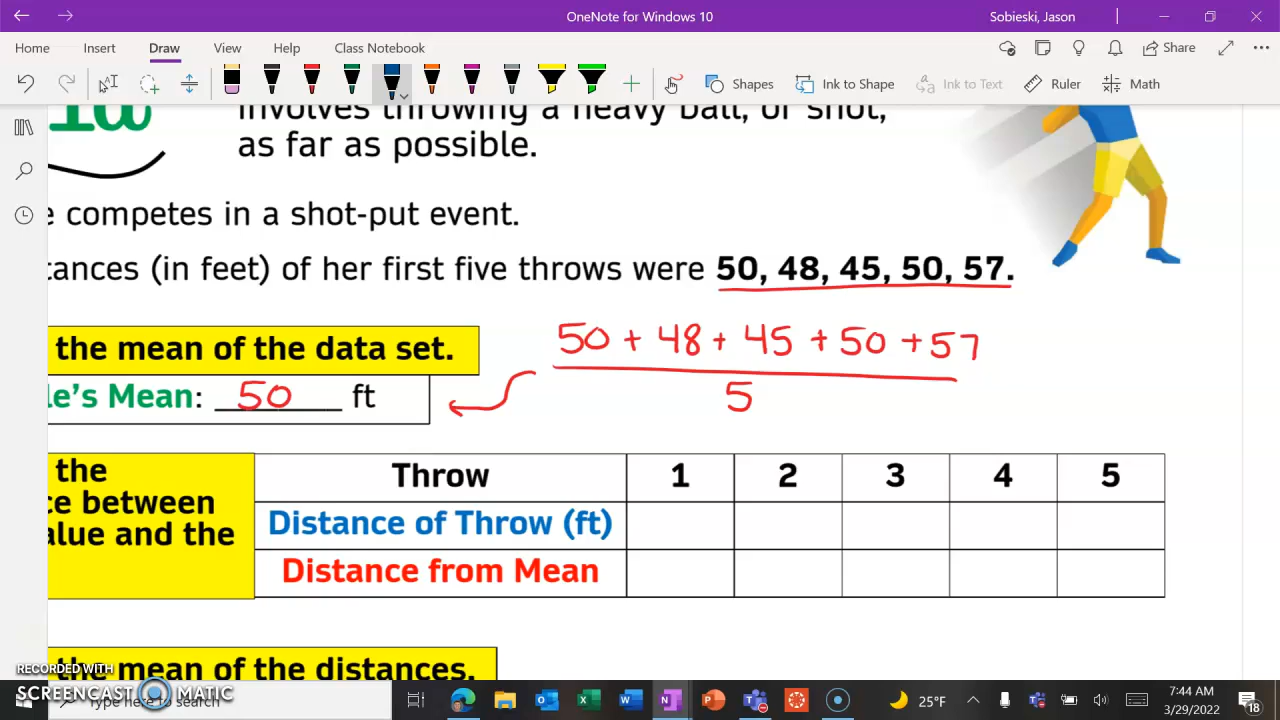 OneNote for Windows 10
Sobieski, Jason
Home Insert Draw View Help Class Notebook
Share
Shapes Ink to Shape Ink to Text Ruler Math
involves throwing a heavy ball, or shot,
as far as possible.
e competes in a shot-put event.
tances (in feet) of her first five throws were 50, 48, 45, 50, 57.
50 + 48 + 45 + 50 + 57
5
the mean of the data set.
le's Mean: 50 ft
the
ce between
alue and the
Throw 1 2 3 4 5
Distance of Throw (ft)
Distance from Mean
the mean of the distances.
RECORDED WITH
SCREENCAST MATIC
Type here to search
25°F
7:44 AM
3/29/2022
18